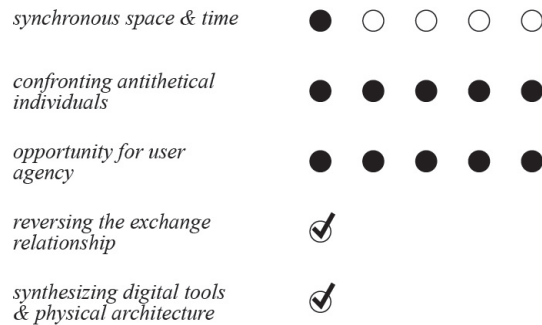 synchronous space & time
confronting antithetical
individuals
opportunity for user
agency
reversing the exchange
relationship
synthesizing digital tools
& physical architecture